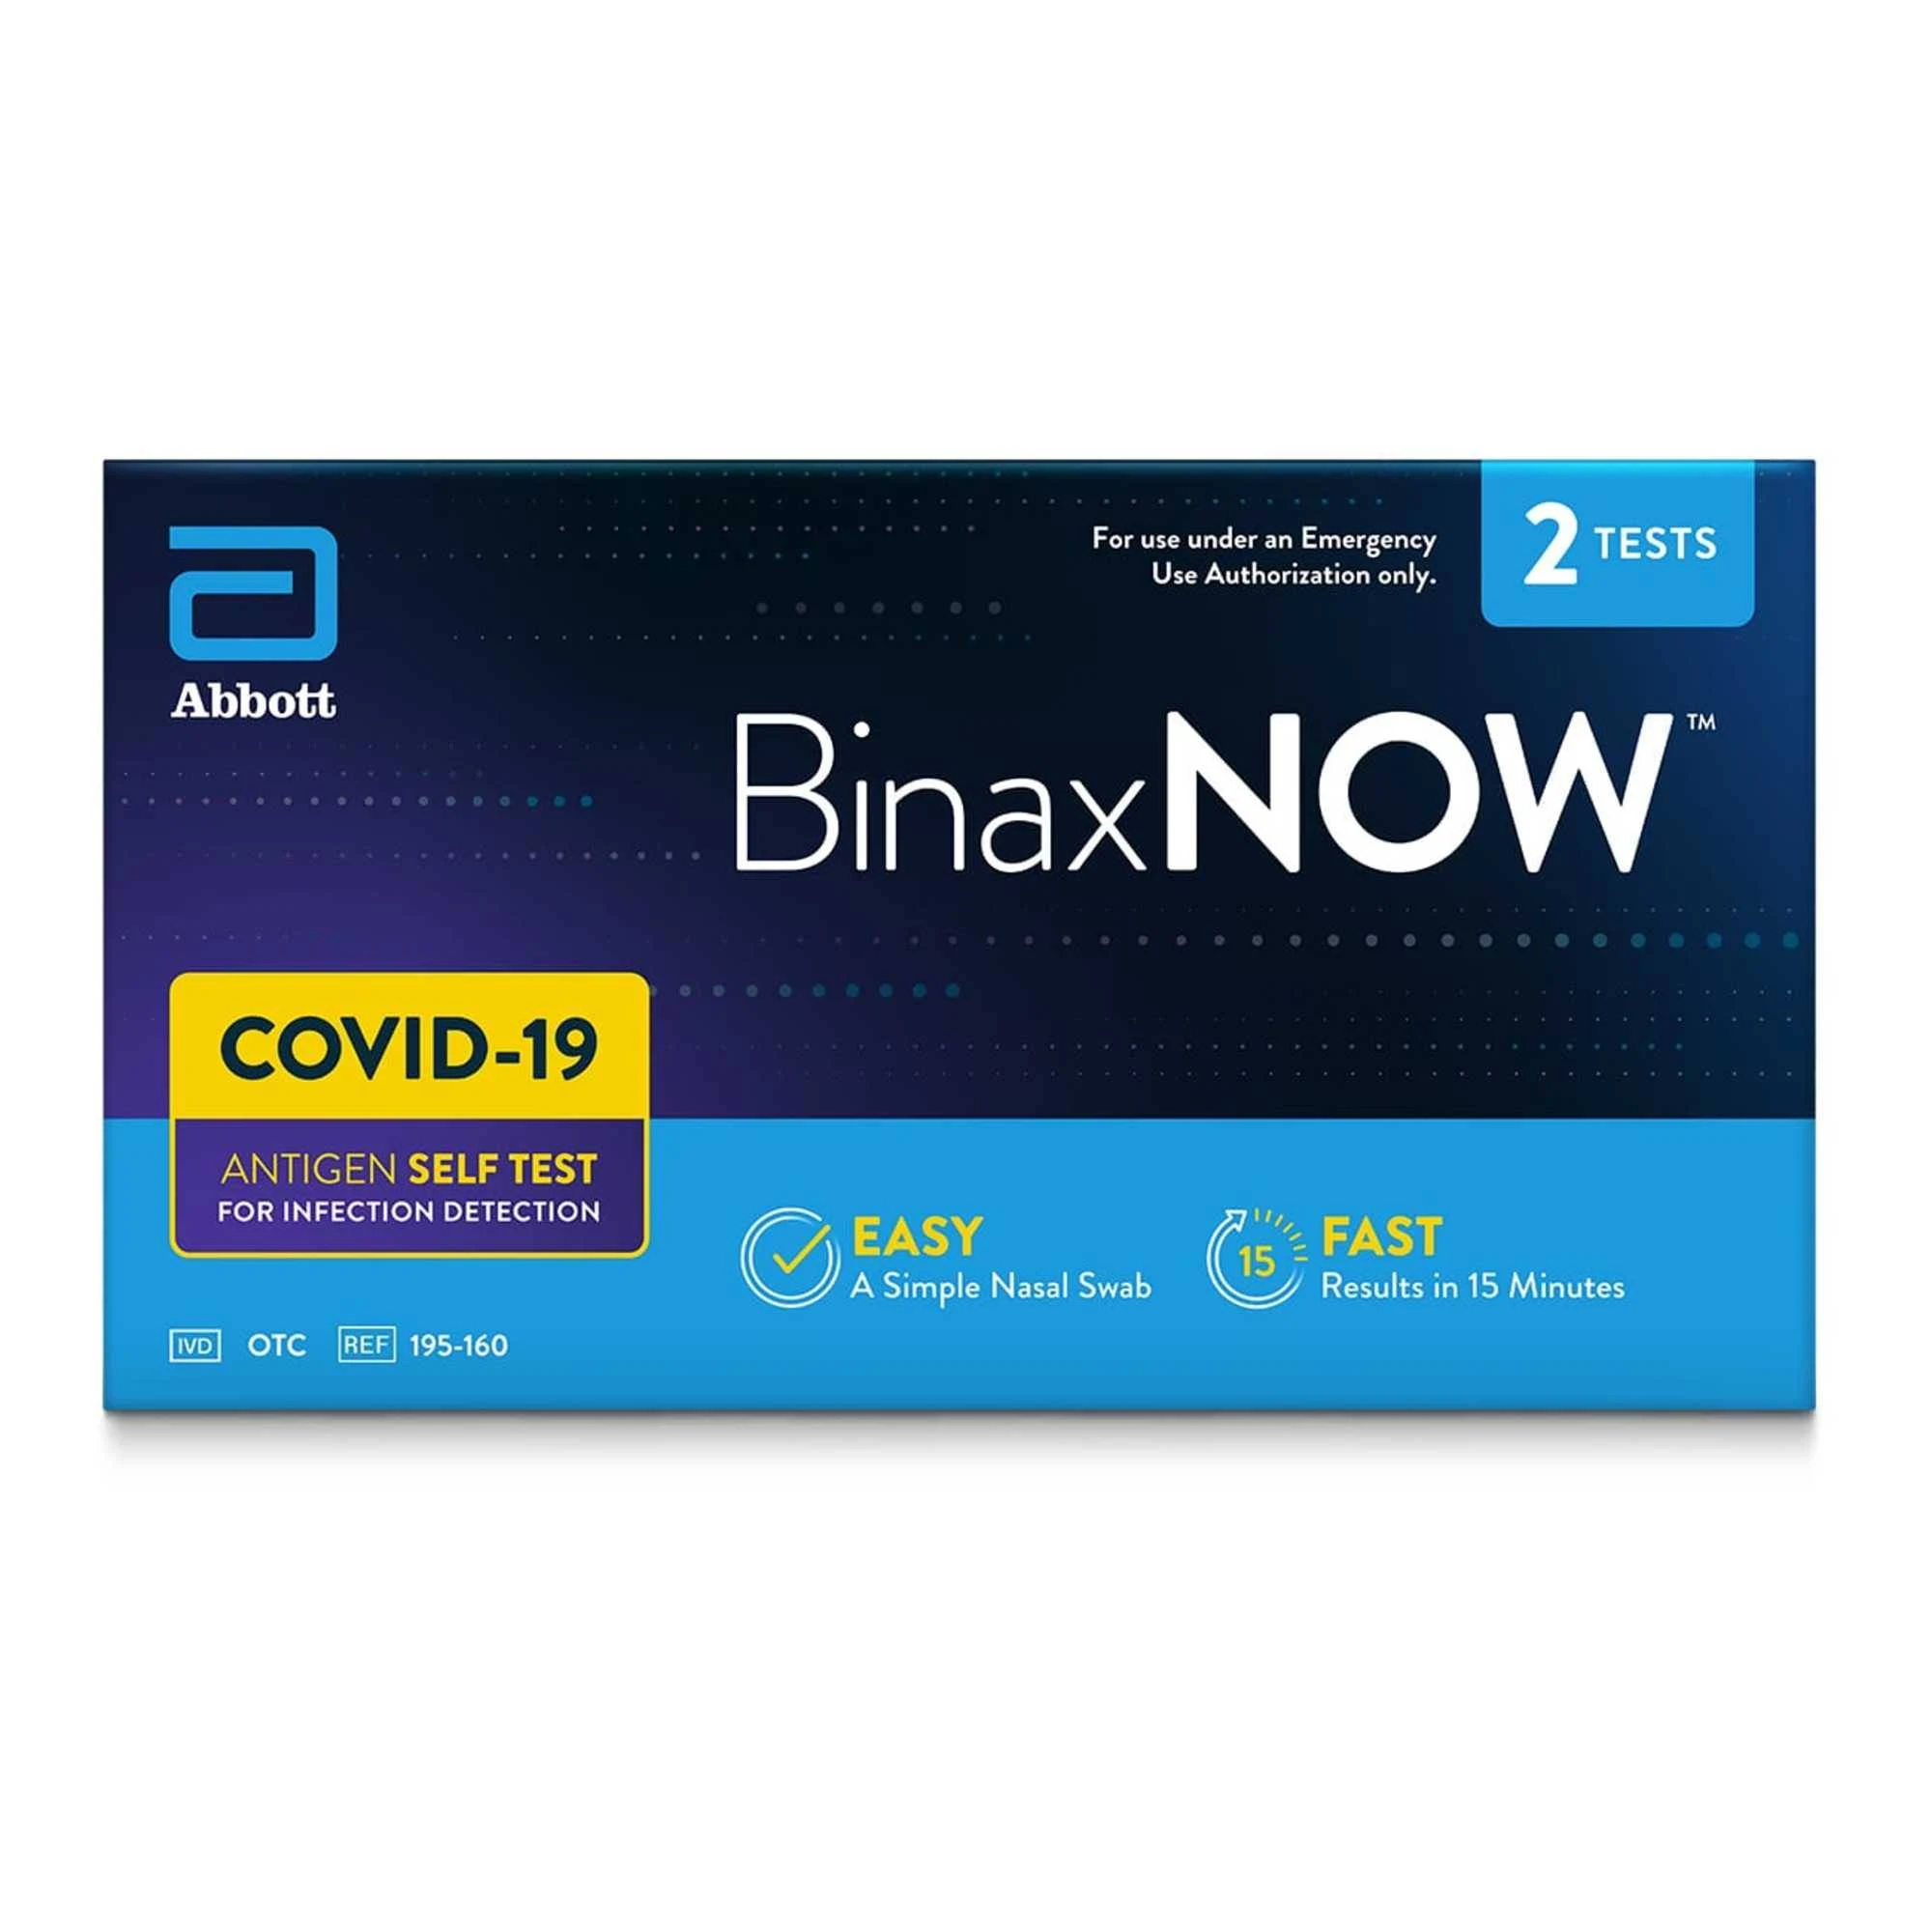 Abbott
For use under an Emergency
Use Authorization only.
2 TESTS
BinaxNOW™
COVID-19
ANTIGEN SELF TEST
FOR INFECTION DETECTION
EASY
A Simple Nasal Swab
15
FAST
Results in 15 Minutes
IVD OTC REF 195-160